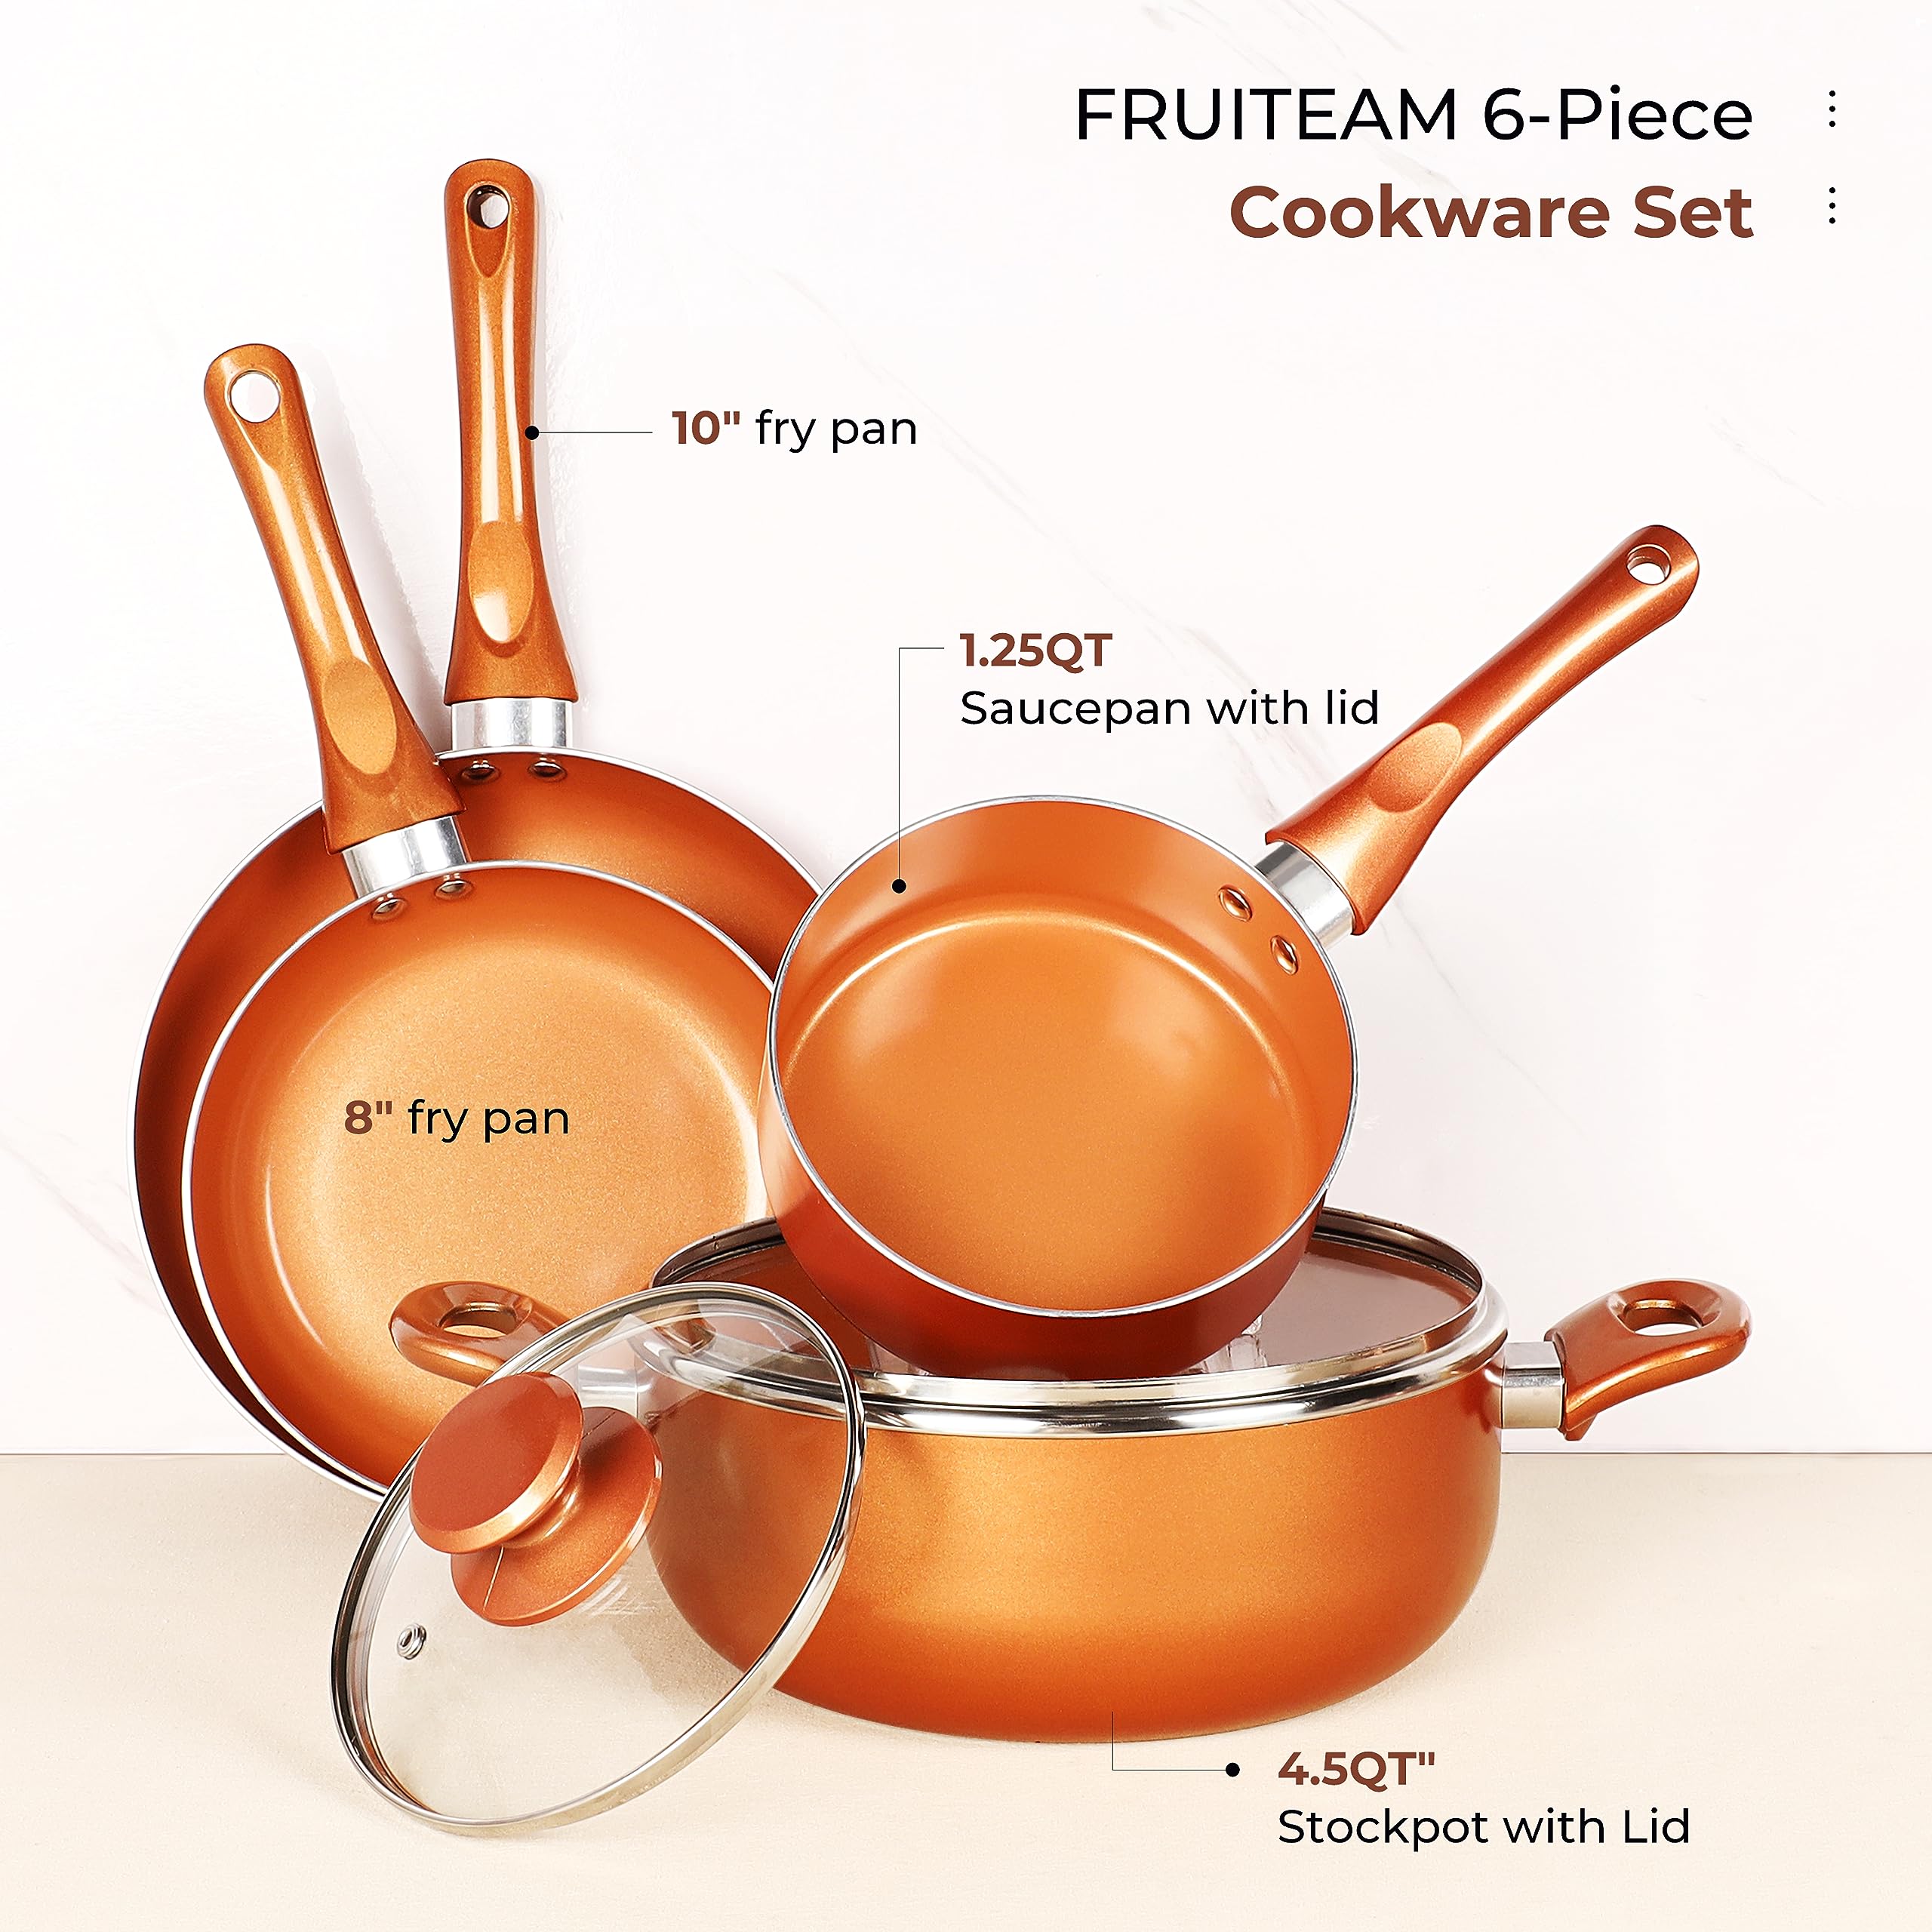 FRUITEAM 6-Piece
Cookware Set
10" fry pan
1.25QT
Saucepan with lid
8" fry pan
4.5QT"
Stockpot with Lid